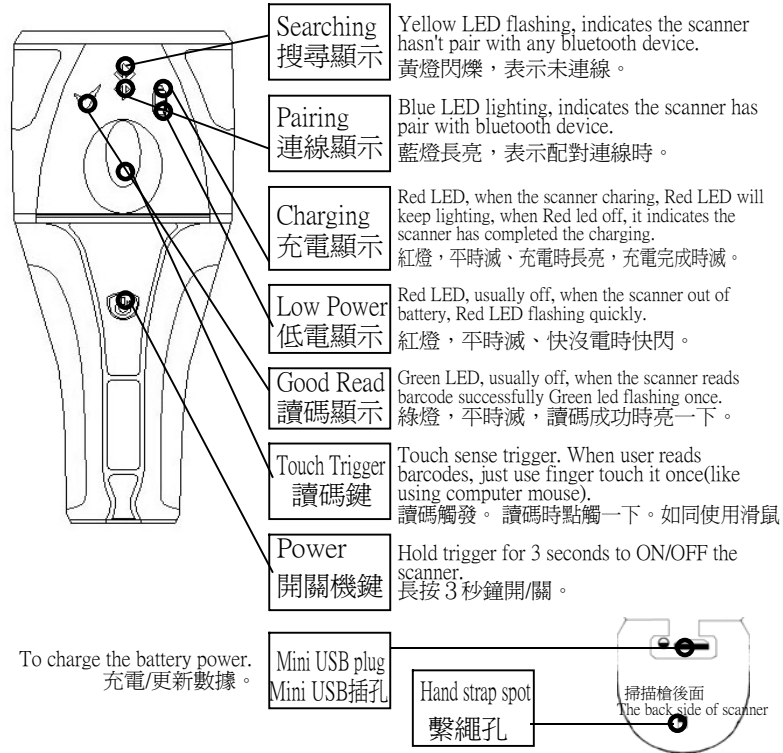 Searching
搜尋顯示
Yellow LED flashing, indicates the scanner
hasn't pair with any bluetooth device.
黃燈閃爍，表示未連線。
Pairing
連線顯示
Blue LED lighting, indicates the scanner has
pair with bluetooth device.
藍燈長亮，表示配對連線時。
Charging
充電顯示
Red LED, when the scanner charing, Red LED will
keep lighting, when Red led off, it indicates the
scanner has completed the charging.
紅燈，平時滅、充電時長亮，充電完成時滅。
Low Power
低電顯示
Red LED, usually off, when the scanner out of
battery, Red LED flashing quickly.
紅燈，平時滅、快沒電時快閃。
Good Read
讀碼顯示
Green LED, usually off, when the scanner reads
barcode successfully Green led flashing once.
綠燈，平時滅，讀碼成功時亮一下。
Touch Trigger
讀碼鍵
Touch sense trigger. When user reads
barcodes, just use finger touch it once(like
using computer mouse).
讀碼觸發。 讀碼時點觸一下。如同使用滑鼠
Power
開關機鍵
Hold trigger for 3 seconds to ON/OFF the
scanner.
長按３秒鐘開/關。
To charge the battery power.
充電/更新數據。
Mini USB plug
Mini USB插孔
Hand strap spot
繫繩孔
掃描槍後面
The back side of scanner